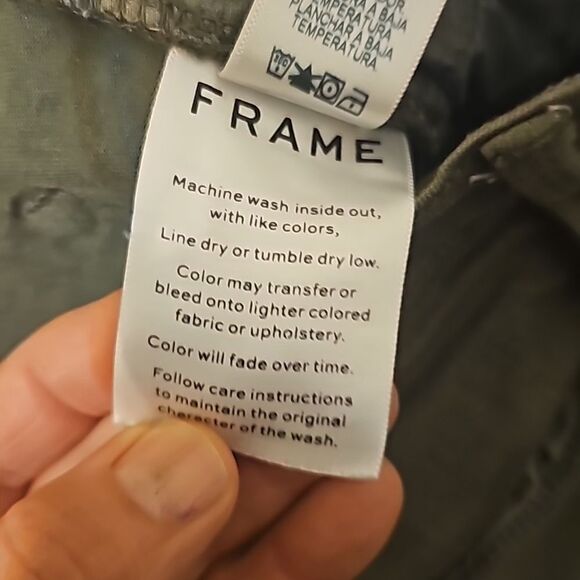 TEMPERATURA
PLANCHAR A BAJA
TEMPERATURA
FRAME
Machine wash inside out,
with like colors,
Line dry or tumble dry low.
Color may transfer or
bleed onto lighter colored
fabric or upholstery.
Color will fade over time.
Follow care instructions
to maintain the original
character of the wash.